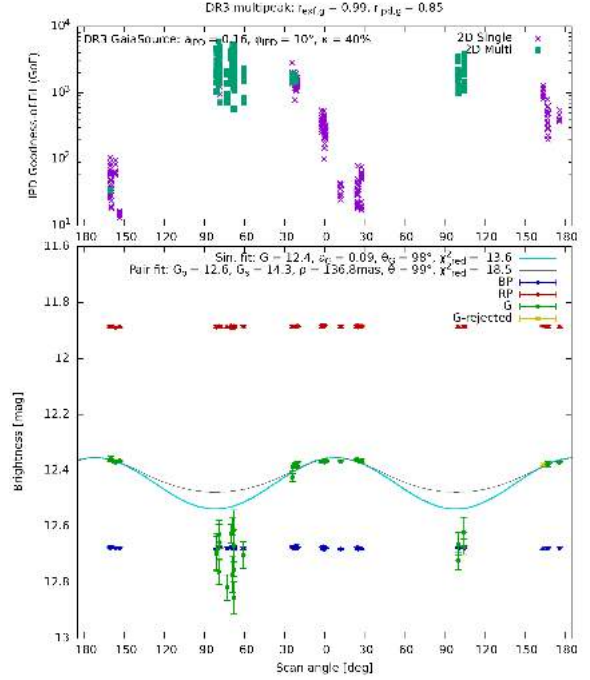 DR3 multipeak: r_exf,g = 0.99, r_ipd,g = 0.85
DR3 GaiaSource: a_IPD = 0.16, φ_IPD = 10°, κ = 40%
2D Single
2D Multi
IPD Goodness of Fit (GoF)
10^4
10^3
10^2
10^1
180 150 120 90 60 30 0 30 60 90 120 150 180
Sin. fit: G = 12.4, = 0.09, = 98°, χ²_red = 13.6
Pair fit: G_p = 12.6, G_s = 14.3, ρ = 136.8mas, θ = 99°, χ²_red = 18.5
BP
RP
G
G-rejected
Brightness [mag]
11.6
11.8
12
12.2
12.4
12.6
12.8
13
180 150 120 90 60 30 0 30 60 90 120 150 180
Scan angle [deg]